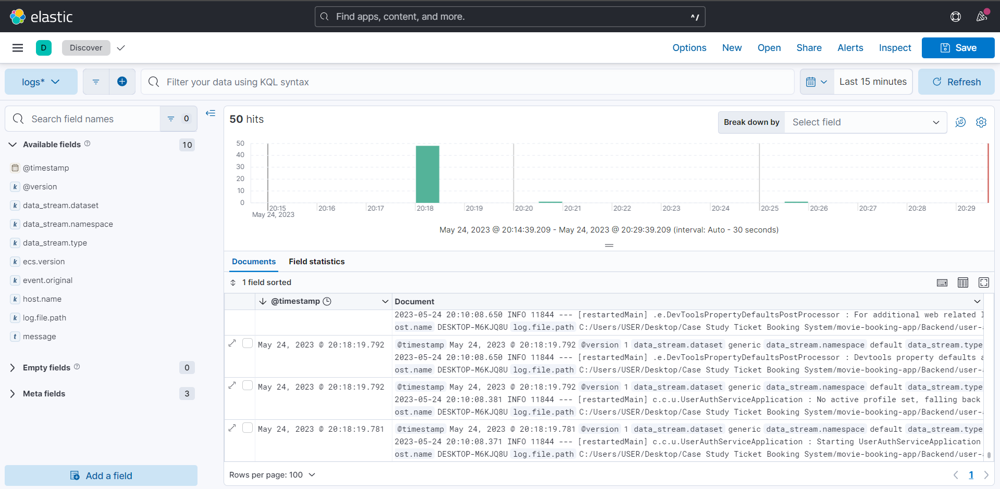 elastic
Find apps, content, and more.
^/
D
Discover
Options New Open Share Alerts Inspect Save
logs*
Filter your data using KQL syntax
Last 15 minutes
Refresh
Search field names
0
Available fields
10
@timestamp
k @version
k data_stream.dataset
k data_stream.namespace
k data_stream.type
k ecs.version
k event.original
k host.name
k log.file.path
t message
Empty fields
0
Meta fields
3
Add a field
50 hits
Break down by Select field
50
40
30
20
10
0
20:15 20:16 20:17 20:18 20:19 20:20 20:21 20:22 20:23 20:24 20:25 20:26 20:27 20:28 20:29
May 24, 2023
May 24, 2023 @ 20:14:39.209 - May 24, 2023 @ 20:29:39.209 (interval: Auto - 30 seconds)
Documents Field statistics
1 field sorted
@timestamp Document
2023-05-24 20:10:08.650 INFO 11844 --- [restartedMain] .e.DevToolsPropertyDefaultsPostProcessor : For additional web related
ost.name DESKTOP-M6KJQ8U log.file.path C:/Users/USER/Desktop/Case Study Ticket Booking System/movie-booking-app/Backend/user-
May 24, 2023 @ 20:18:19.792 @timestamp May 24, 2023 @ 20:18:19.792 @version 1 data_stream.dataset generic data_stream.namespace default data_stream.type
2023-05-24 20:10:08.650 INFO 11844 --- [restartedMain] .e.DevToolsPropertyDefaultsPostProcessor : Devtools property defaults a
ost.name DESKTOP-M6KJQ8U log.file.path C:/Users/USER/Desktop/Case Study Ticket Booking System/movie-booking-app/Backend/user-
May 24, 2023 @ 20:18:19.792 @timestamp May 24, 2023 @ 20:18:19.792 @version 1 data_stream.dataset generic data_stream.namespace default data_stream.type
2023-05-24 20:10:08.381 INFO 11844 --- [restartedMain] c.c.u.UserAuthServiceApplication : No active profile set, falling back
ost.name DESKTOP-M6KJQ8U log.file.path C:/Users/USER/Desktop/Case Study Ticket Booking System/movie-booking-app/Backend/user-
May 24, 2023 @ 20:18:19.781 @timestamp May 24, 2023 @ 20:18:19.781 @version 1 data_stream.dataset generic data_stream.namespace default data_stream.type
2023-05-24 20:10:08.371 INFO 11844 --- [restartedMain] c.c.u.UserAuthServiceApplication : Starting UserAuthServiceApplication
ost.name DESKTOP-M6KJQ8U log.file.path C:/Users/USER/Desktop/Case Study Ticket Booking System/movie-booking-app/Backend/user-
Rows per page: 100
1